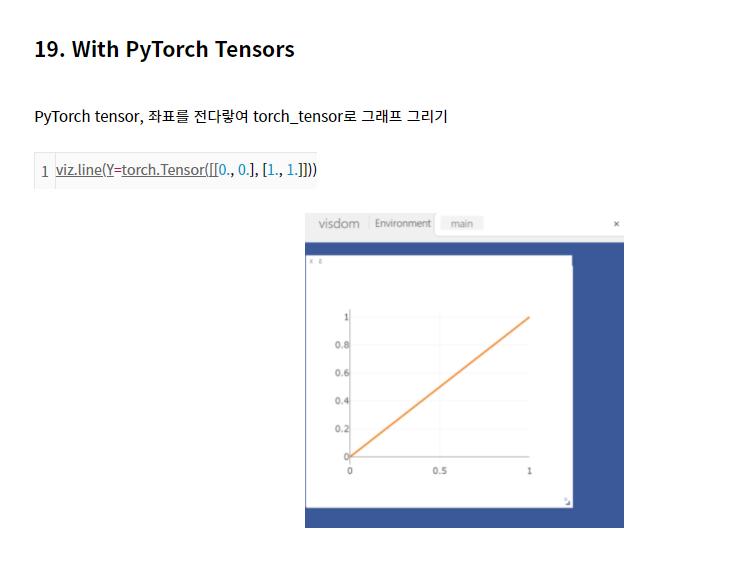 19. With PyTorch Tensors
PyTorch tensor, 좌표를 전다랗여 torch_tensor로 그래프 그리기
1 viz.line(Y=torch.Tensor([[0., 0.], [1., 1.]]))
visdom Environment main ×
x
1
0.8
0.6
0.4
0.2
0
0 0.5 1